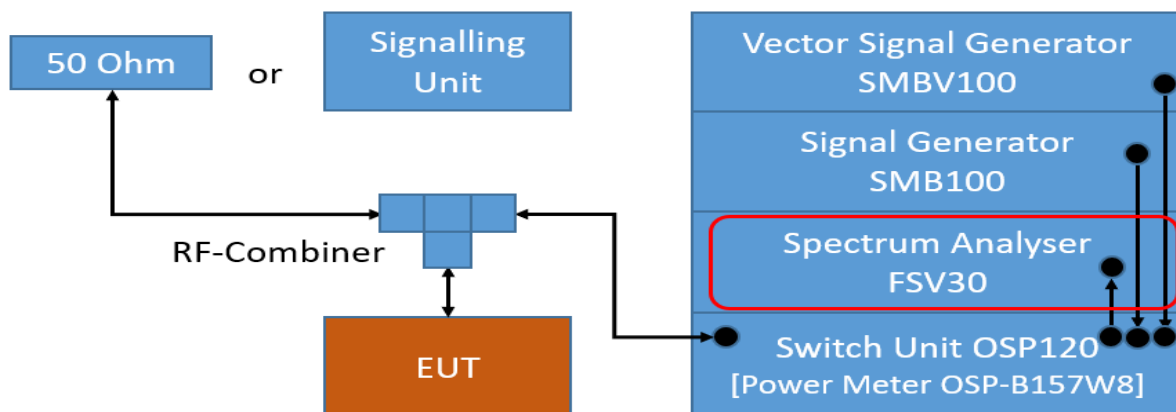 50 Ohm
or
Signalling
Unit
Vector Signal Generator
SMBV100
Signal Generator
SMB100
RF-Combiner
Spectrum Analyser
FSV30
EUT
Switch Unit OSP120
[Power Meter OSP-B157W8]